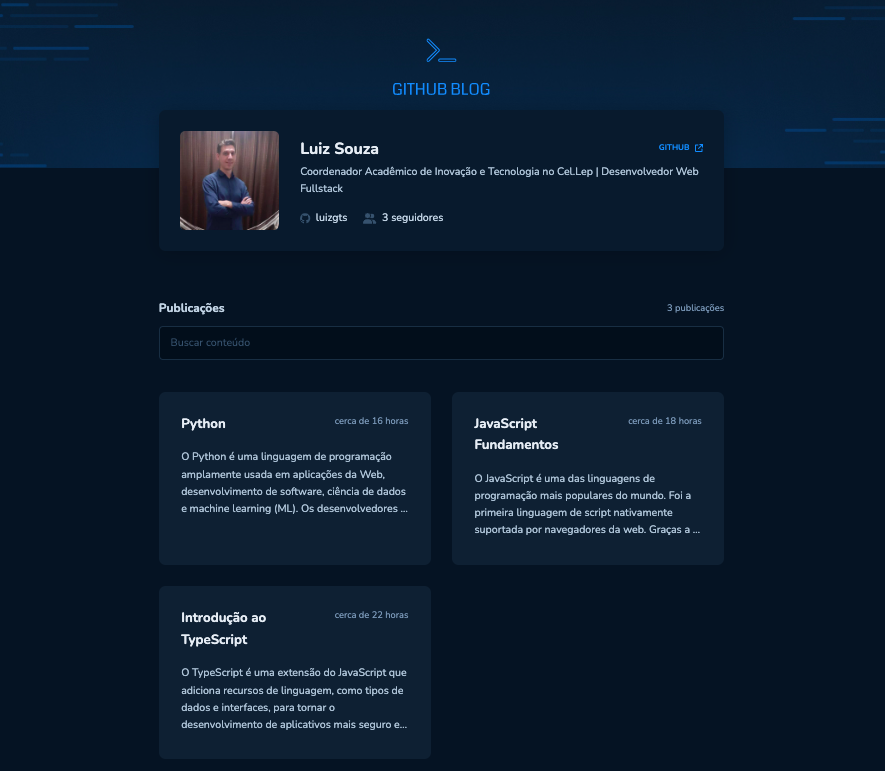 GITHUB BLOG
Luiz Souza
GITHUB
Coordenador Acadêmico de Inovação e Tecnologia no Cel.Lep | Desenvolvedor Web
Fullstack
luizgts
3 seguidores
Publicações
3 publicações
Buscar conteúdo
Python
cerca de 16 horas
O Python é uma linguagem de programação
amplamente usada em aplicações da Web,
desenvolvimento de software, ciência de dados
e machine learning (ML). Os desenvolvedores ...
JavaScript
Fundamentos
cerca de 18 horas
O JavaScript é uma das linguagens de
programação mais populares do mundo. Foi a
primeira linguagem de script nativamente
suportada por navegadores da web. Graças a ...
Introdução ao
TypeScript
cerca de 22 horas
O TypeScript é uma extensão do JavaScript que
adiciona recursos de linguagem, como tipos de
dados e interfaces, para tornar o
desenvolvimento de aplicativos mais seguro e...